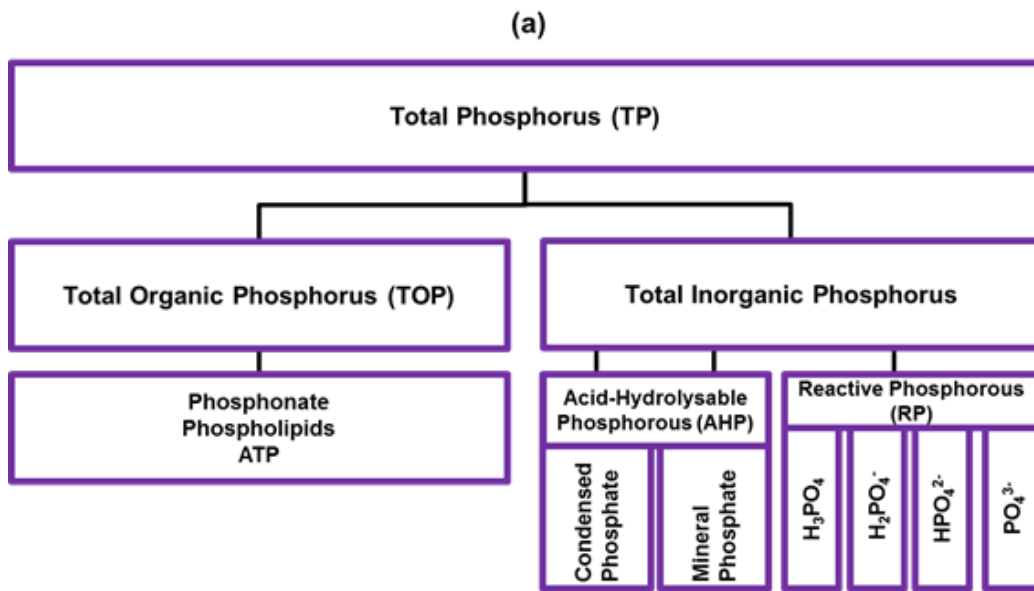 (a)
Total Phosphorus (TP)
Total Organic Phosphorus (TOP)
Total Inorganic Phosphorus
Phosphonate
Phospholipids
ATP
Acid-Hydrolysable
Phosphorous (AHP)
Reactive Phosphorous
(RP)
Condensed
Phosphate
Mineral
Phosphate
H₃PO₄
H₂PO₄⁻
HPO₄²⁻
PO₄³⁻